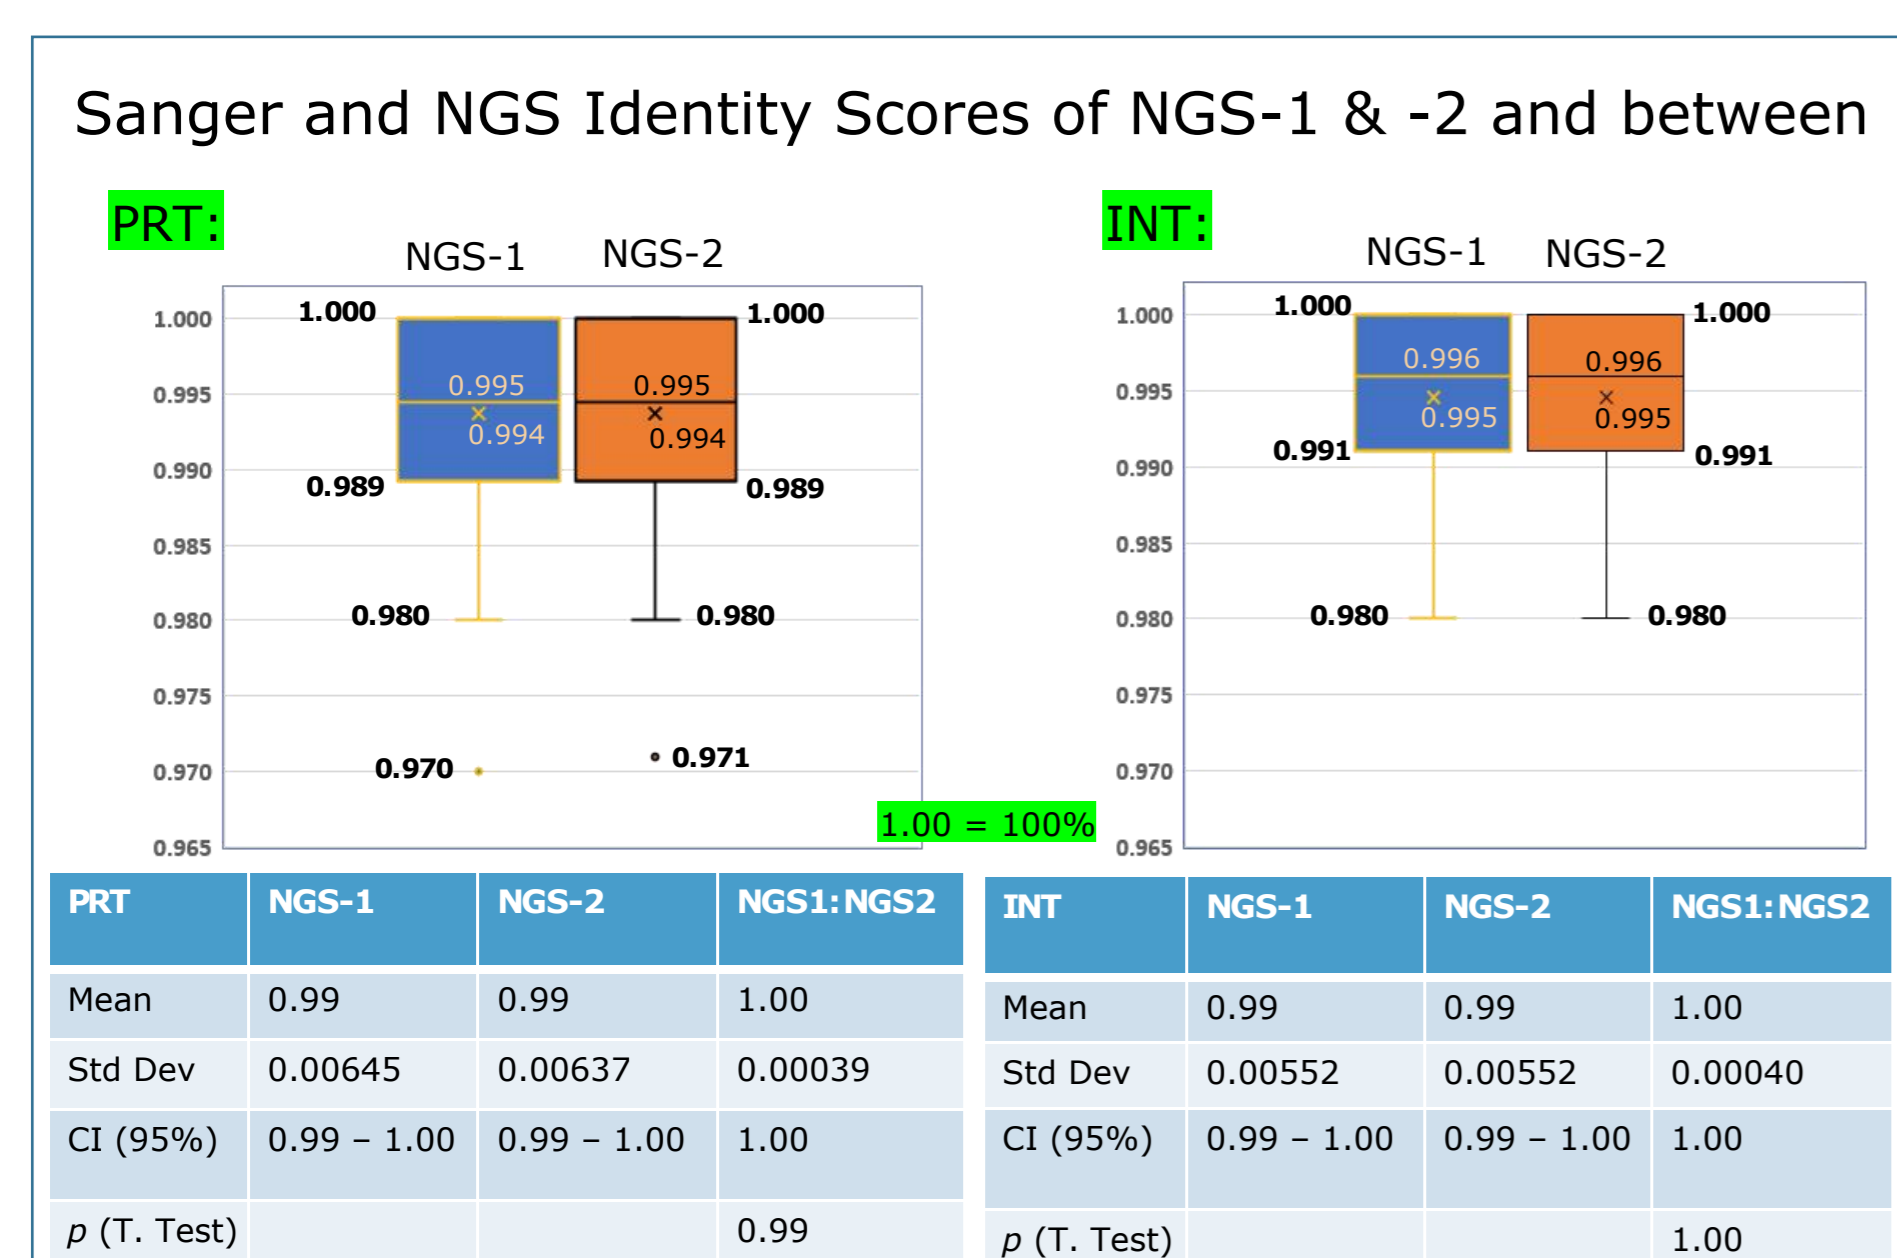 Sanger and NGS Identity Scores of NGS-1 & -2 and between
PRT:
NGS-1 NGS-2
1.000
0.995
0.990
0.985
0.980
0.975
0.970
0.965
1.000
0.995
0.994
0.989
0.980
0.970
1.000
0.995
0.994
0.989
0.980
0.971
INT:
NGS-1 NGS-2
1.000
0.995
0.990
0.985
0.980
0.975
0.970
0.965
1.000
0.996
0.995
0.991
0.980
1.000
0.996
0.995
0.991
0.980
1.00 = 100%
PRT NGS-1 NGS-2 NGS1:NGS2
Mean 0.99 0.99 1.00
Std Dev 0.00645 0.00637 0.00039
CI (95%) 0.99 – 1.00 0.99 – 1.00 1.00
p (T. Test) 0.99
INT NGS-1 NGS-2 NGS1:NGS2
Mean 0.99 0.99 1.00
Std Dev 0.00552 0.00552 0.00040
CI (95%) 0.99 – 1.00 0.99 – 1.00 1.00
p (T. Test) 1.00